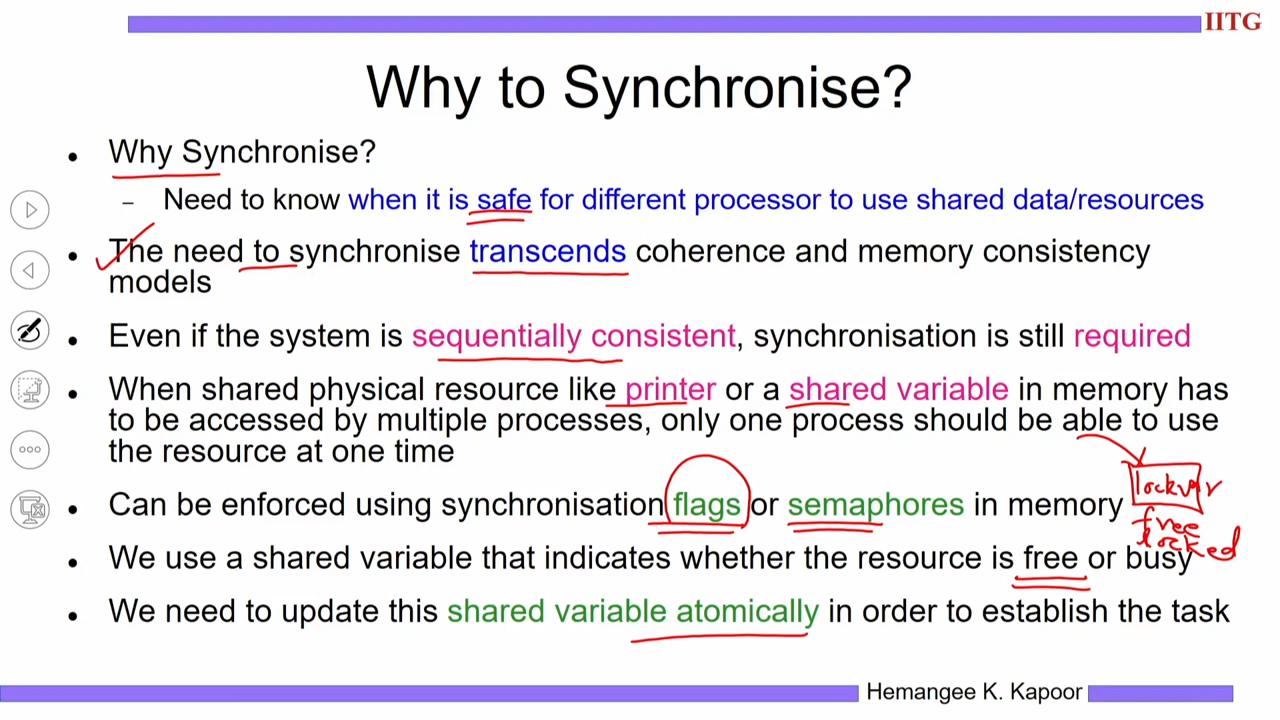 IITG
Why to Synchronise?
• Why Synchronise?
– Need to know when it is safe for different processor to use shared data/resources
• The need to synchronise transcends coherence and memory consistency
models
• Even if the system is sequentially consistent, synchronisation is still required
• When shared physical resource like printer or a shared variable in memory has
to be accessed by multiple processes, only one process should be able to use
the resource at one time
• Can be enforced using synchronisation flags or semaphores in memory
lockvar
free
locked
• We use a shared variable that indicates whether the resource is free or busy
• We need to update this shared variable atomically in order to establish the task
Hemangee K. Kapoor